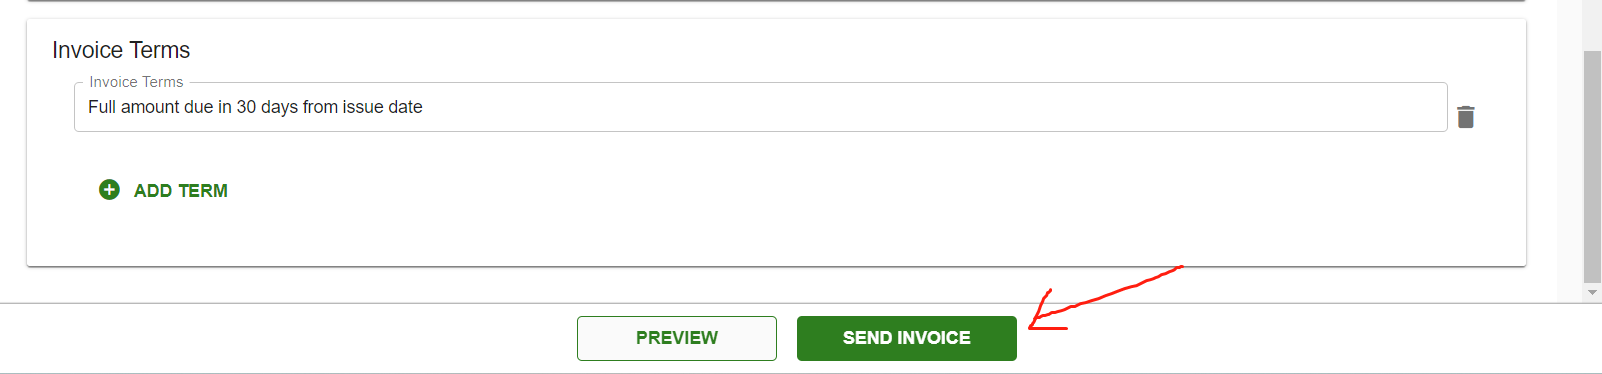 Invoice Terms
Invoice Terms
Full amount due in 30 days from issue date
ADD TERM
PREVIEW
SEND INVOICE